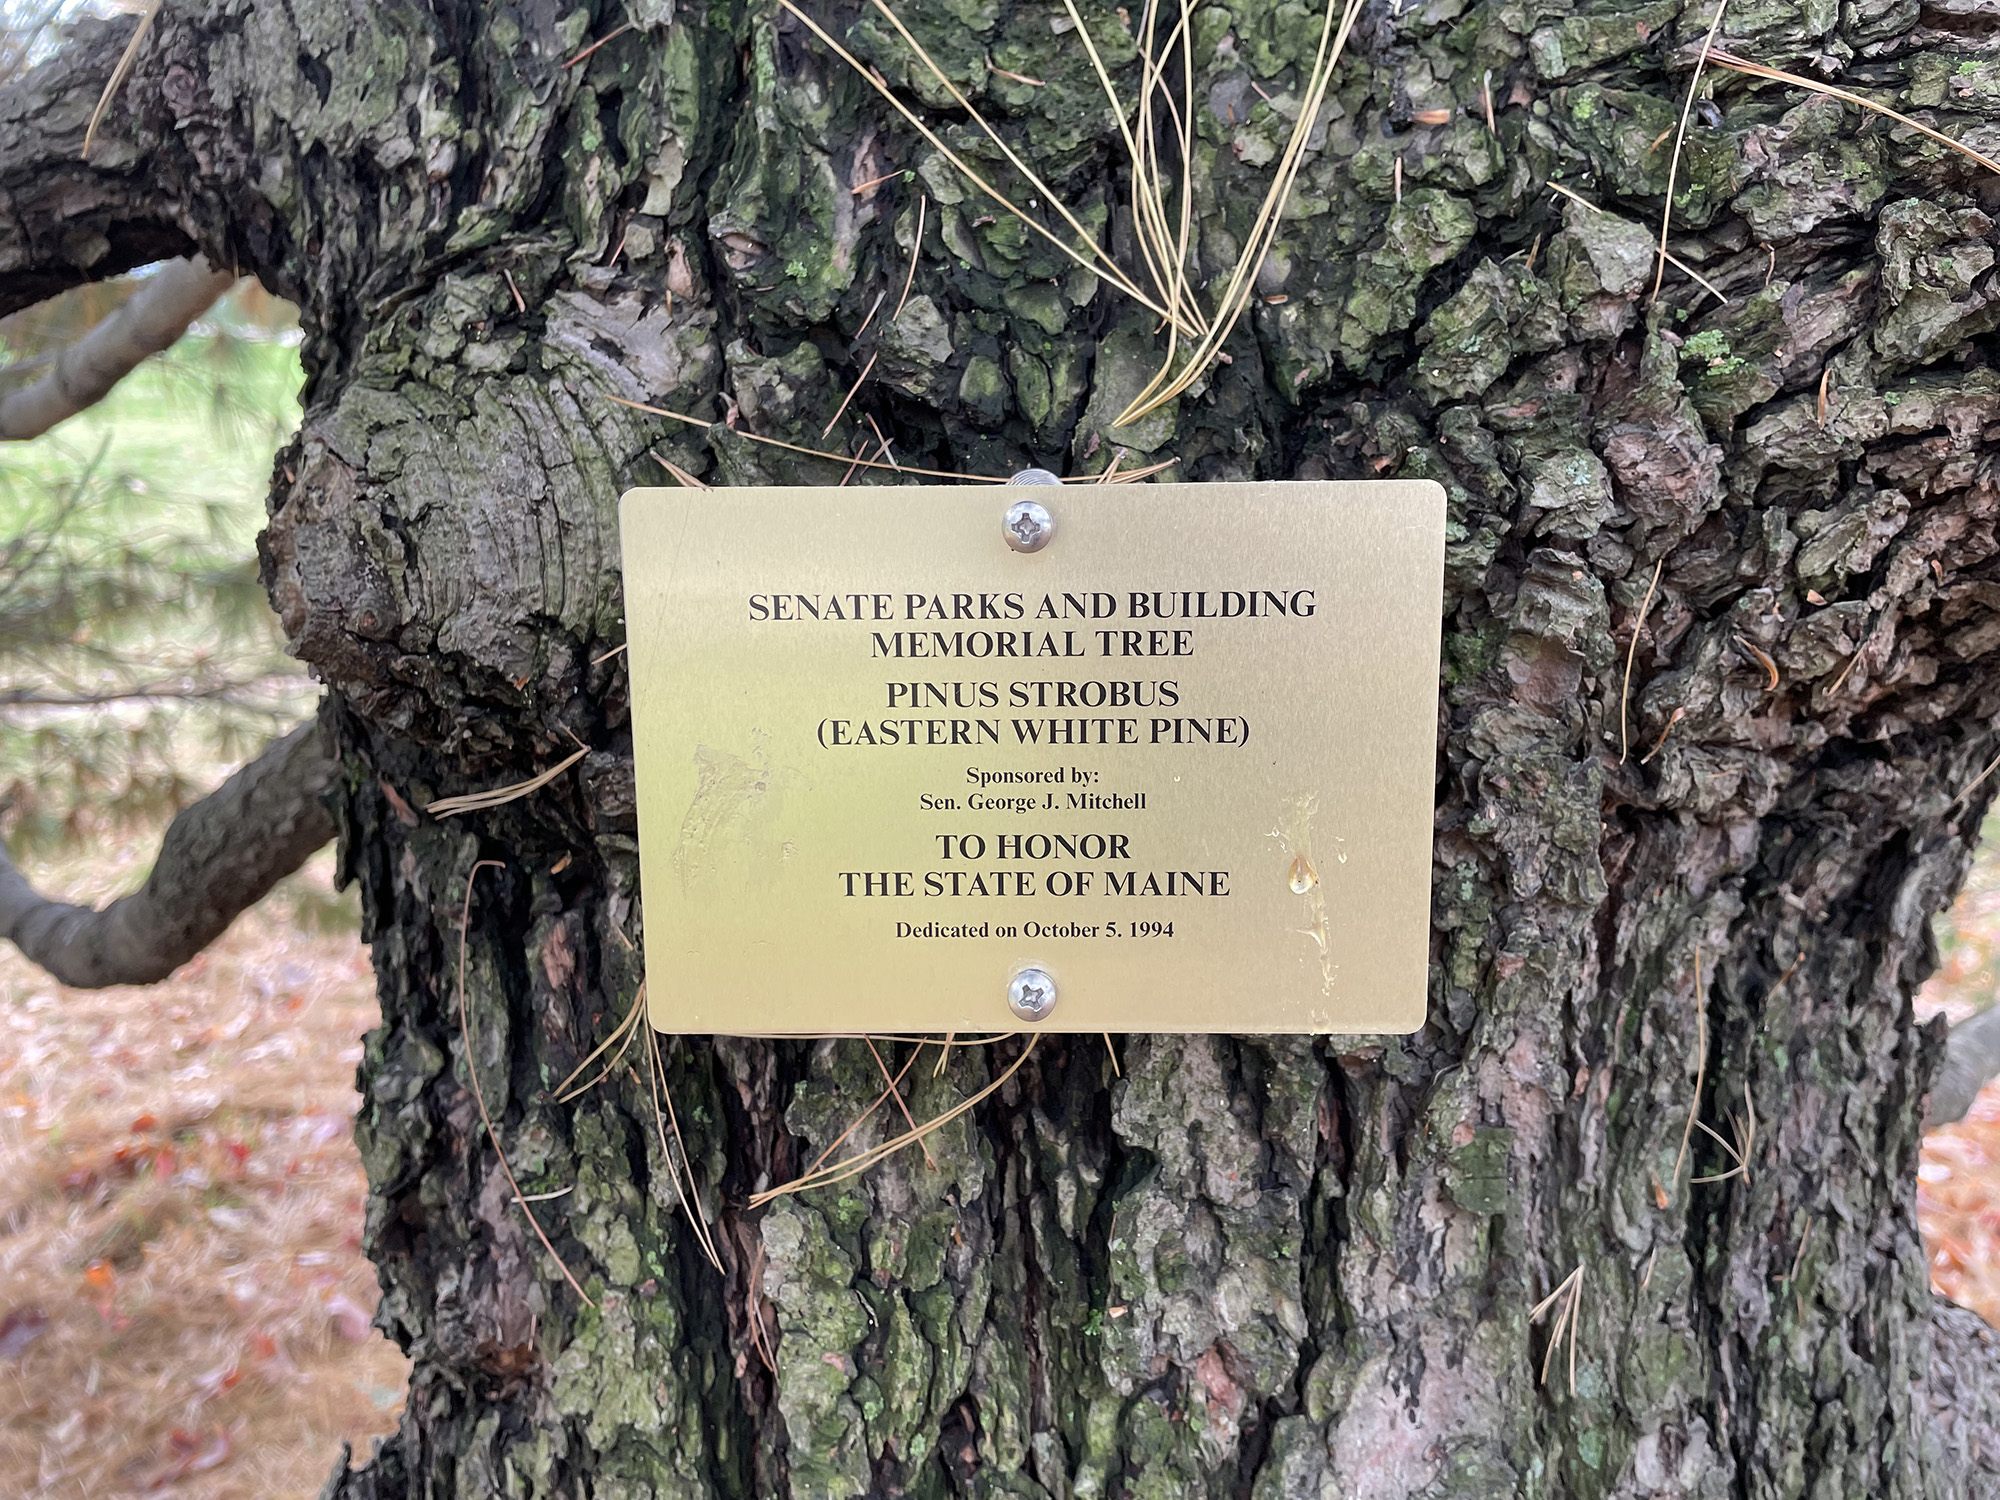 SENATE PARKS AND BUILDING
MEMORIAL TREE
PINUS STROBUS
(EASTERN WHITE PINE)
Sponsored by:
Sen. George J. Mitchell
TO HONOR
THE STATE OF MAINE
Dedicated on October 5. 1994